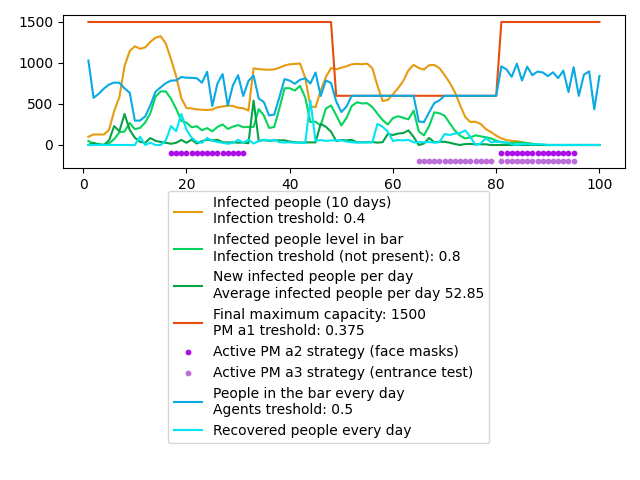 1500
1000
500
0
0
20
40
60
80
100
Infected people (10 days)
Infection treshold: 0.4
Infected people level in bar
Infection treshold (not present): 0.8
New infected people per day
Average infected people per day 52.85
Final maximum capacity: 1500
PM a1 treshold: 0.375
Active PM a2 strategy (face masks)
Active PM a3 strategy (entrance test)
People in the bar every day
Agents treshold: 0.5
Recovered people every day